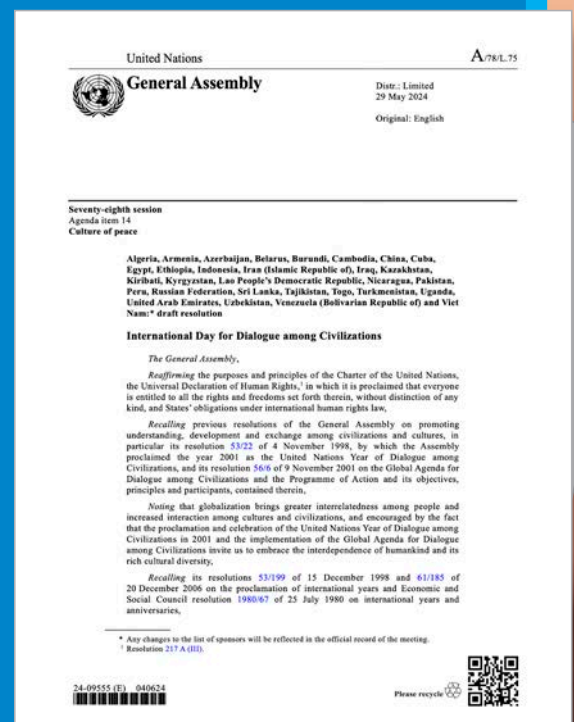 United Nations A/78/L.75
General Assembly
Distr.: Limited
29 May 2024
Original: English
Seventy-eighth session
Agenda item 14
Culture of peace
Algeria, Armenia, Azerbaijan, Belarus, Burundi, Cambodia, China, Cuba,
Egypt, Ethiopia, Indonesia, Iran (Islamic Republic of), Iraq, Kazakhstan,
Kiribati, Kyrgyzstan, Lao People's Democratic Republic, Nicaragua, Pakistan,
Peru, Russian Federation, Sri Lanka, Tajikistan, Togo, Turkmenistan, Uganda,
United Arab Emirates, Uzbekistan, Venezuela (Bolivarian Republic of) and Viet
Nam:* draft resolution
International Day for Dialogue among Civilizations
The General Assembly,
Reaffirming the purposes and principles of the Charter of the United Nations,
the Universal Declaration of Human Rights,¹ in which it is proclaimed that everyone
is entitled to all the rights and freedoms set forth therein, without distinction of any
kind, and States' obligations under international human rights law,
Recalling previous resolutions of the General Assembly on promoting
understanding, development and exchange among civilizations and cultures, in
particular its resolution 53/22 of 4 November 1998, by which the Assembly
proclaimed the year 2001 as the United Nations Year of Dialogue among
Civilizations, and its resolution 56/6 of 9 November 2001 on the Global Agenda for
Dialogue among Civilizations and the Programme of Action and its objectives,
principles and participants, contained therein,
Noting that globalization brings greater interrelatedness among people and
increased interaction among cultures and civilizations, and encouraged by the fact
that the proclamation and celebration of the United Nations Year of Dialogue among
Civilizations in 2001 and the implementation of the Global Agenda for Dialogue
among Civilizations invite us to embrace the interdependence of humankind and its
rich cultural diversity,
Recalling its resolutions 53/199 of 15 December 1998 and 61/185 of
20 December 2006 on the proclamation of international years and Economic and
Social Council resolution 1980/67 of 25 July 1980 on international years and
anniversaries,
* Any changes to the list of sponsors will be reflected in the official record of the meeting.
¹ Resolution 217 A (III).
24-09555 (E) 040624
Please recycle